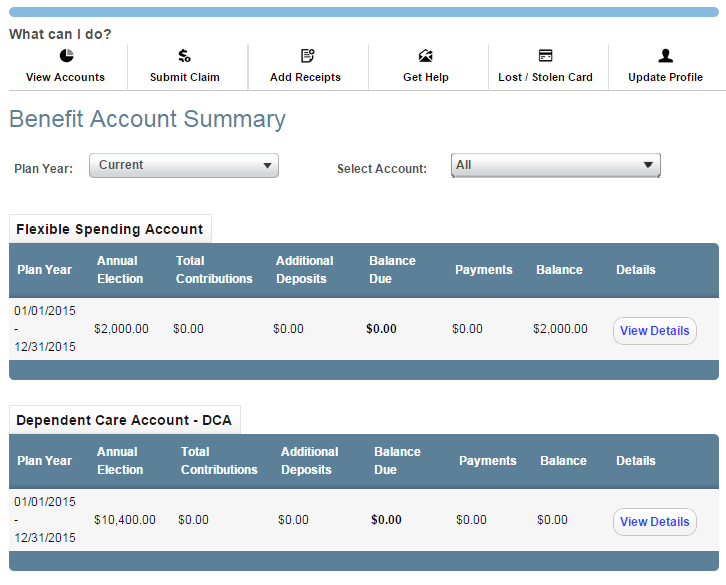 What can I do?
View Accounts
Submit Claim
Add Receipts
Get Help
Lost / Stolen Card
Update Profile
Benefit Account Summary
Plan Year: Current
Select Account: All
Flexible Spending Account
Plan Year Annual Election Total Contributions Additional Deposits Balance Due Payments Balance Details
01/01/2015 - 12/31/2015 $2,000.00 $0.00 $0.00 $0.00 $0.00 $2,000.00 View Details
Dependent Care Account - DCA
Plan Year Annual Election Total Contributions Additional Deposits Balance Due Payments Balance Details
01/01/2015 - 12/31/2015 $10,400.00 $0.00 $0.00 $0.00 $0.00 $0.00 View Details